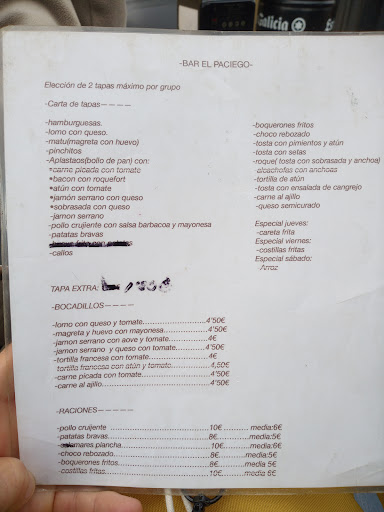 Galicia
-BAR EL PACIEGO-
Elección de 2 tapas máximo por grupo
-Carta de tapas----
-hamburguesas.
-lomo con queso.
-matu(magreta con huevo)
-pinchitos
-Aplastaos(bollo de pan) con:
*carne picada con tomate
*bacon con roquefort
*atún con tomate
*jamón serrano con queso
*sobrasada con queso
-jamon serrano
-pollo crujiente con salsa barbacoa y mayonesa
-patatas bravas
-callos
-boquerones fritos
-choco rebozado
-tosta con pimientos y atún
-tosta con setas
-roque( tosta con sobrasada y anchoa)
-alcachofas con anchoas
-tortilla de atún
-tosta con ensalada de cangrejo
-carne al ajillo
-queso semicurado
Especial jueves:
-careta frita
Especial viernes:
-costillas fritas
Especial sábado:
Arroz
TAPA EXTRA:
-BOCADILLOS----
-lomo con queso y tomate.................4'50€
-magreta y huevo con mayonesa.........4'50€
-jamon serrano con aove y tomate......4€
-jamon serrano y queso con tomate.....4'50€
-tortilla francesa con tomate...............4€
-tortilla francesa con atún y tomate.......4,50€
-carne picada con tomate..................4'50€
-carne al ajillo...............................4'50€
-RACIONES----
-pollo crujiente ..........................10€..........media:6€
-patatas bravas..........................8€...........media:5€
plancha..........................10€.........media:6€
-choco rebozado........................8€..........media:5€
-boquerones fritos......................8€..........media:5€
-costillas fritas...........................10€.........media 6€